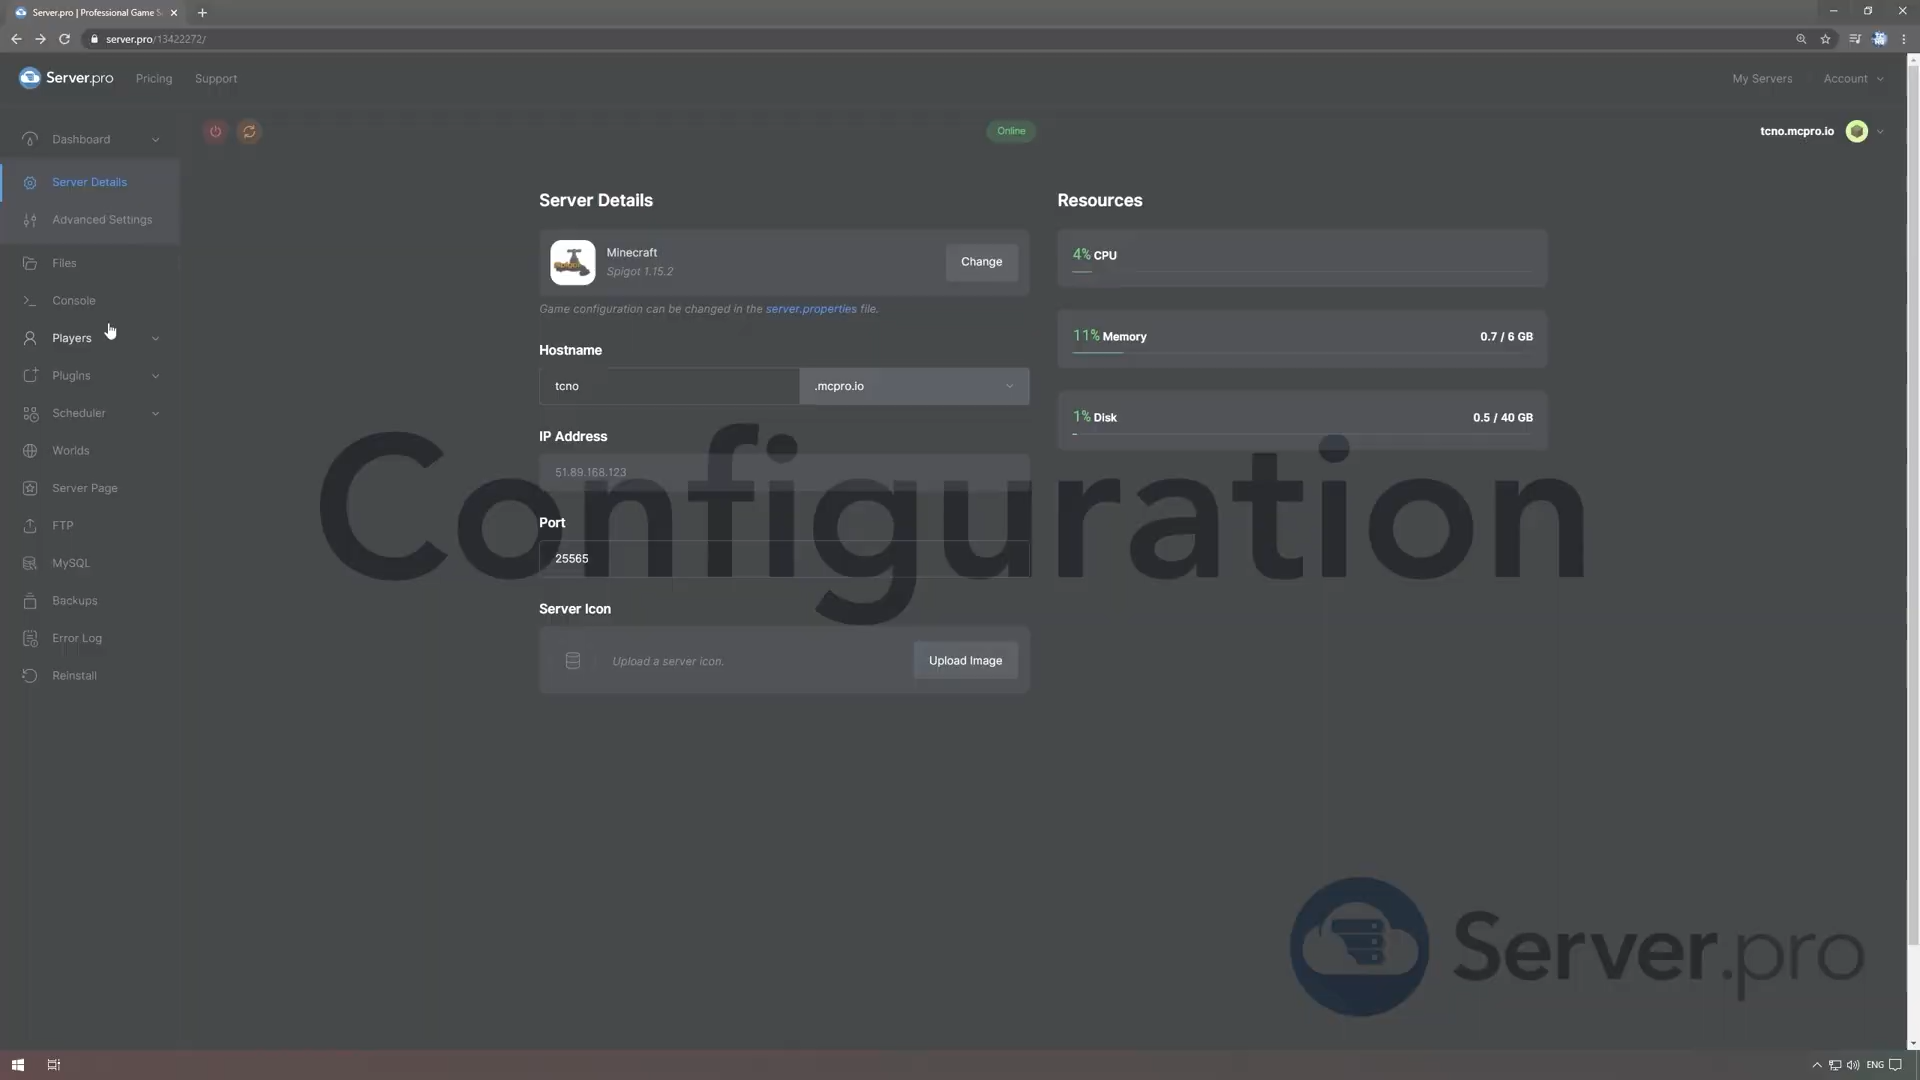 Server.pro | Professional Game S
server.pro/13422272/
Server.pro
Pricing
Support
My Servers
Account
Dashboard
Online
tcno.mcpro.io
Server Details
Advanced Settings
Files
Console
Players
Plugins
Scheduler
Worlds
Server Page
FTP
MySQL
Backups
Error Log
Reinstall
Server Details
Minecraft
Spigot 1.15.2
Change
Game configuration can be changed in the server.properties file.
Hostname
tcno
.mcpro.io
IP Address
51.89.168.123
Port
25565
Server Icon
Upload a server icon.
Upload Image
Resources
4% CPU
11% Memory
0.7 / 6 GB
1% Disk
0.5 / 40 GB
Configuration
Server.pro
ENG